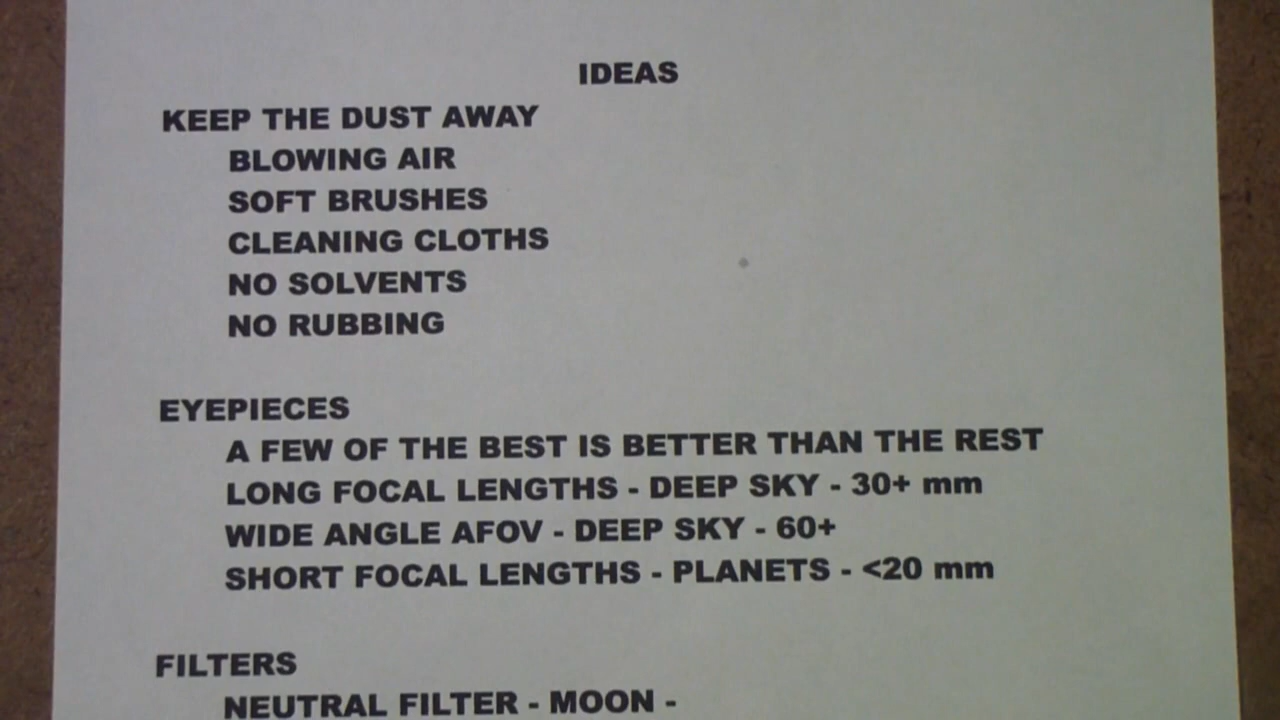 IDEAS
KEEP THE DUST AWAY
BLOWING AIR
SOFT BRUSHES
CLEANING CLOTHS
NO SOLVENTS
NO RUBBING
EYEPIECES
A FEW OF THE BEST IS BETTER THAN THE REST
LONG FOCAL LENGTHS - DEEP SKY - 30+ mm
WIDE ANGLE AFOV - DEEP SKY - 60+
SHORT FOCAL LENGTHS - PLANETS - <20 mm
FILTERS
NEUTRAL FILTER - MOON -